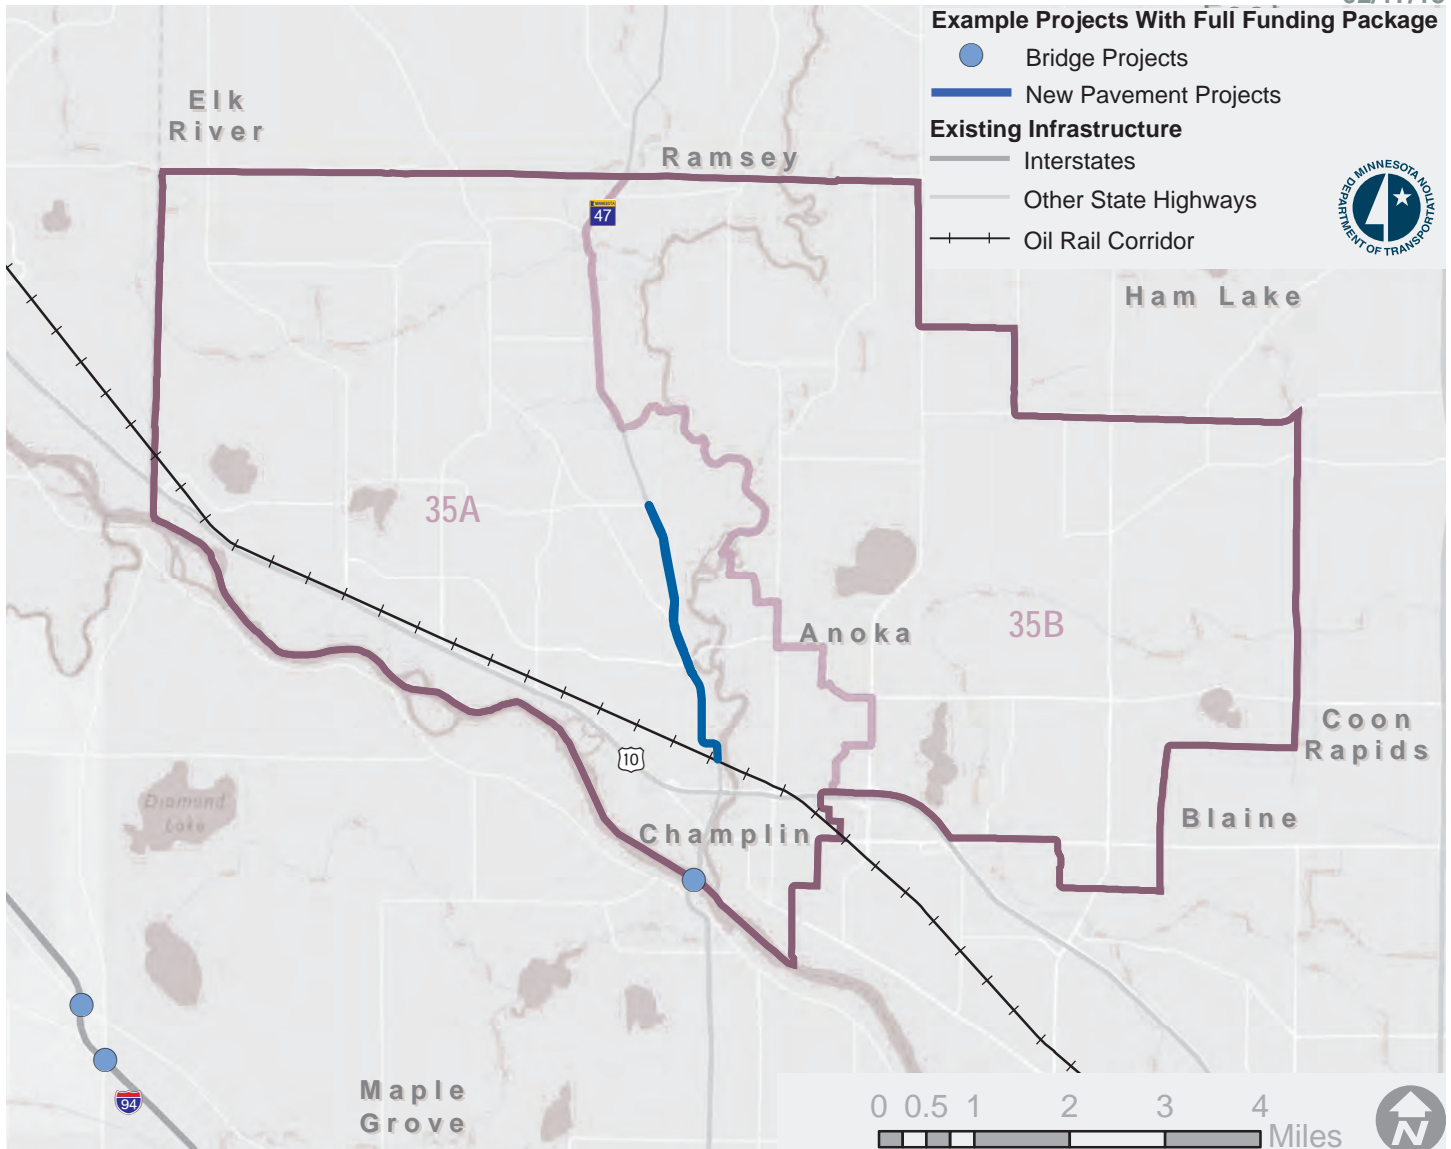 Example Projects With Full Funding Package
Bridge Projects
New Pavement Projects
Existing Infrastructure
Interstates
Other State Highways
Oil Rail Corridor
MINNESOTA
DEPARTMENT OF TRANSPORTATION
Elk
River
Ramsey
MINNESOTA
47
Ham Lake
35A
Anoka
35B
Coon
Rapids
10
Diamond
Lake
Champlin
Blaine
94
Maple
Grove
0 0.5 1 2 3 4
Miles
N